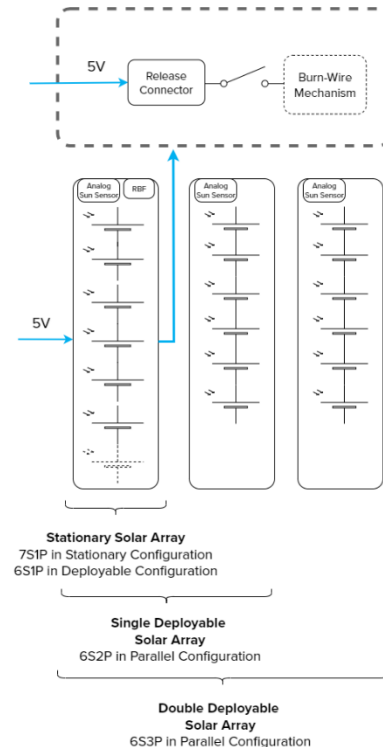 5V
Release
Connector
Burn-Wire
Mechanism
Analog
Sun Sensor
RBF
Analog
Sun Sensor
Analog
Sun Sensor
5V
Stationary Solar Array
7S1P in Stationary Configuration
6S1P in Deployable Configuration
Single Deployable
Solar Array
6S2P in Parallel Configuration
Double Deployable
Solar Array
6S3P in Parallel Configuration